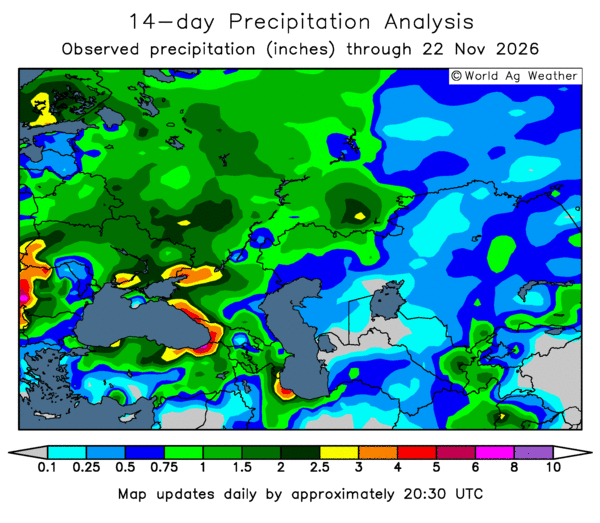 14-day Precipitation Analysis
Observed precipitation (inches) through 22 Nov 2026
© World Ag Weather
0.1 0.25 0.5 0.75 1 1.5 2 2.5 3 4 5 6 8 10
Map updates daily by approximately 20:30 UTC